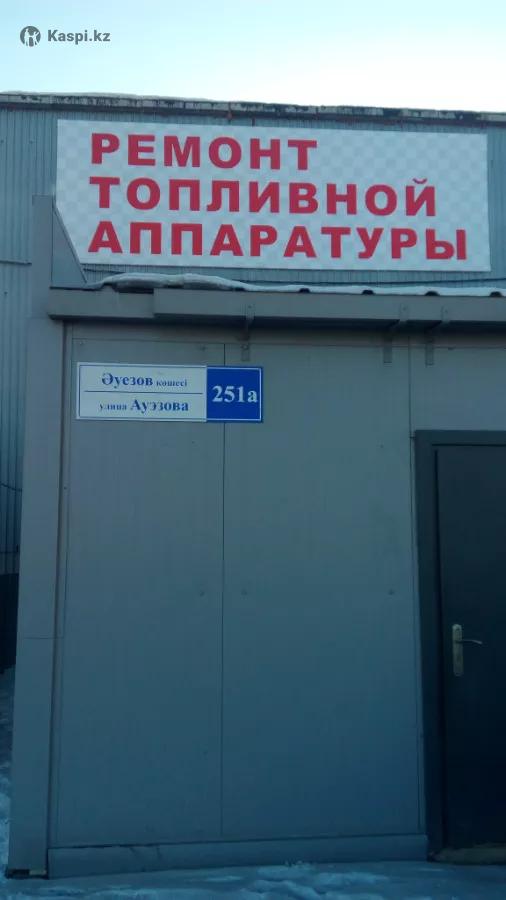 Kaspi.kz
РЕМОНТ
ТОПЛИВНОЙ
АППАРАТУРЫ
Әуезов көшесі
улица Ауэзова
251а